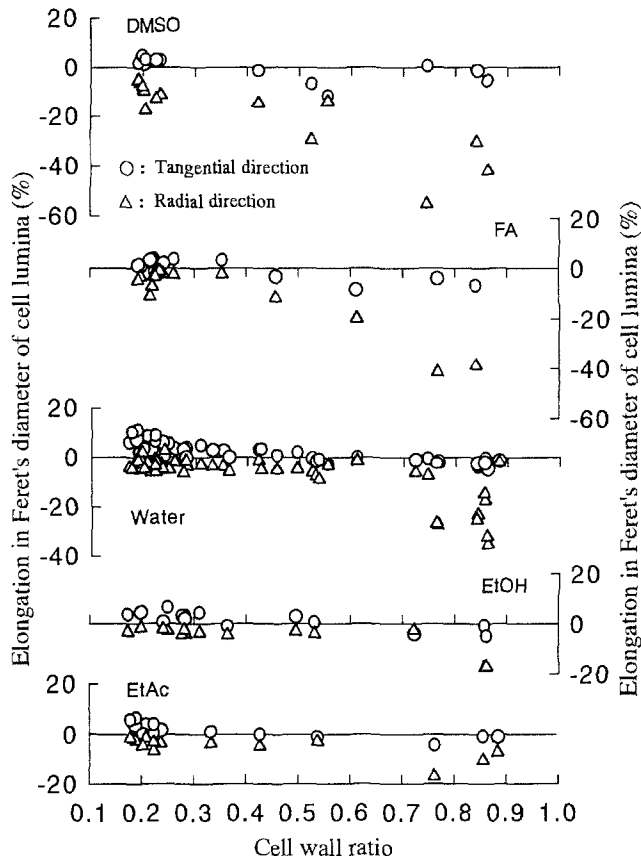 DMSO
20
0
-20
-40
-60
○ : Tangential direction
△ : Radial direction
FA
20
0
-20
-40
-60
20
0
-20
-40
Water
EtOH
20
0
-20
EtAc
20
0
-20
0.1 0.2 0.3 0.4 0.5 0.6 0.7 0.8 0.9 1.0
Cell wall ratio
Elongation in Feret's diameter of cell lumina (%)
Elongation in Feret's diameter of cell lumina (%)